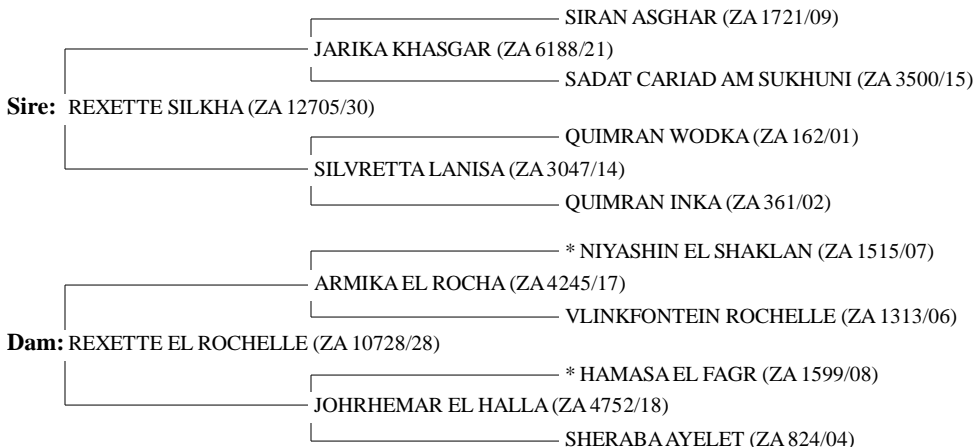 SIRAN ASGHAR (ZA 1721/09)
JARIKA KHASGAR (ZA 6188/21)
SADAT CARIAD AM SUKHUNI (ZA 3500/15)
Sire: REXETTE SILKHA (ZA 12705/30)
QUIMRAN WODKA (ZA 162/01)
SILVRETTA LANISA (ZA 3047/14)
QUIMRAN INKA (ZA 361/02)
* NIYASHIN EL SHAKLAN (ZA 1515/07)
ARMIKA EL ROCHA (ZA 4245/17)
VLINKFONTEIN ROCHELLE (ZA 1313/06)
Dam: REXETTE EL ROCHELLE (ZA 10728/28)
* HAMASA EL FAGR (ZA 1599/08)
JOHRHEMAR EL HALLA (ZA 4752/18)
SHERABA AYELET (ZA 824/04)